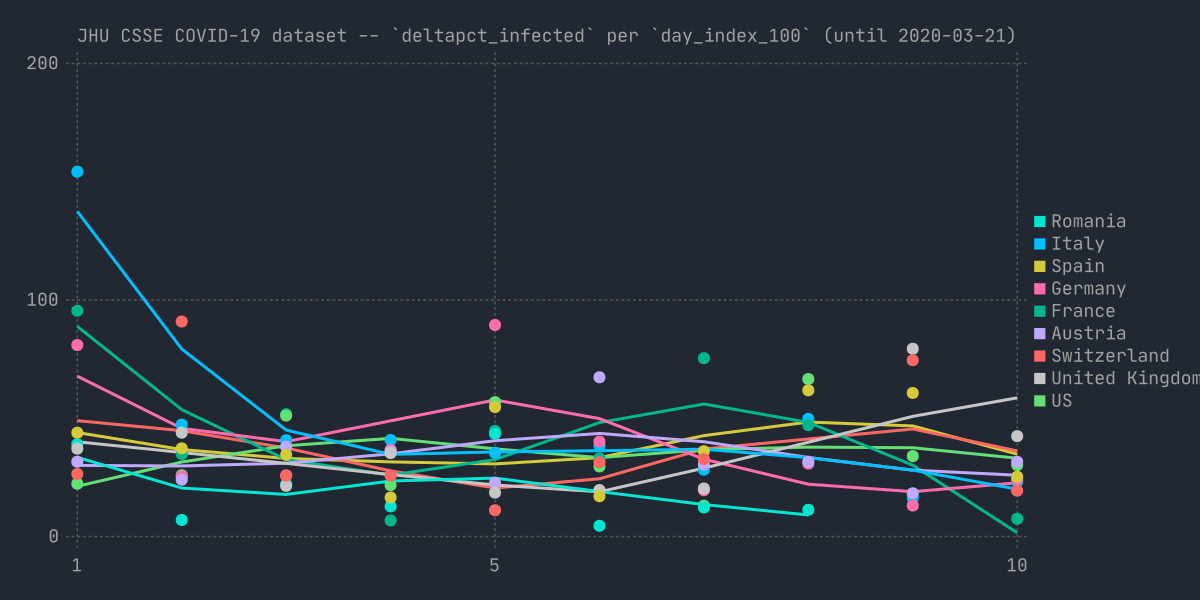 JHU CSSE COVID-19 dataset -- `deltapct_infected` per `day_index_100` (until 2020-03-21)
200
100
0
1
5
10
Romania
Italy
Spain
Germany
France
Austria
Switzerland
United Kingdom
US